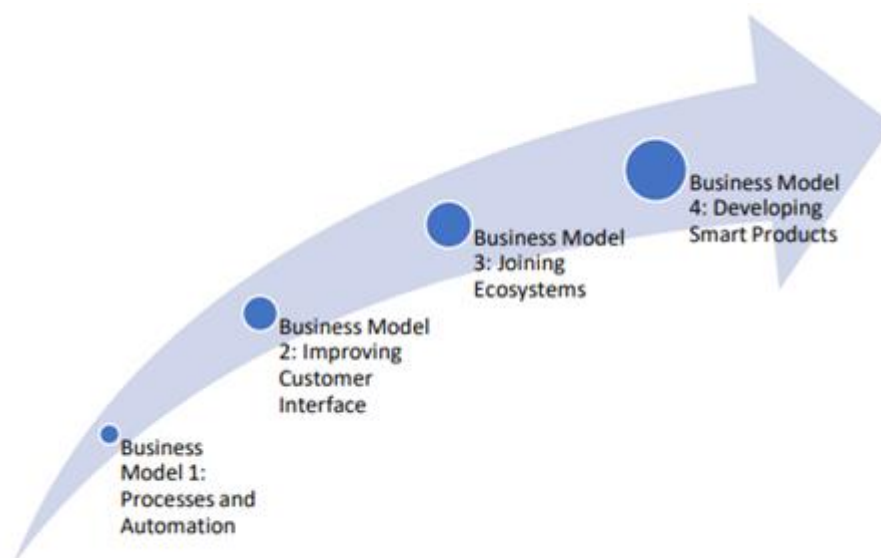 Business
Model 1:
Processes and
Automation
Business Model
2: Improving
Customer
Interface
Business Model
3: Joining
Ecosystems
Business Model
4: Developing
Smart Products